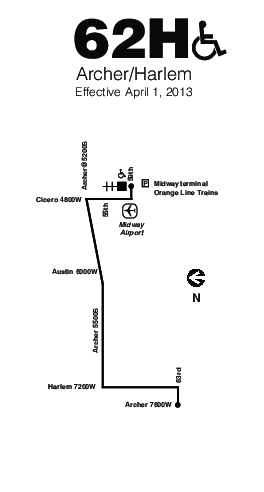 62H
Archer/Harlem
Effective April 1, 2013
Archer@5200S
59th
P Midway terminal
Orange Line Trains
Cicero 4800W
55th
Midway
Airport
Austin 6000W
N
Archer 5500S
63rd
Harlem 7200W
Archer 7600W